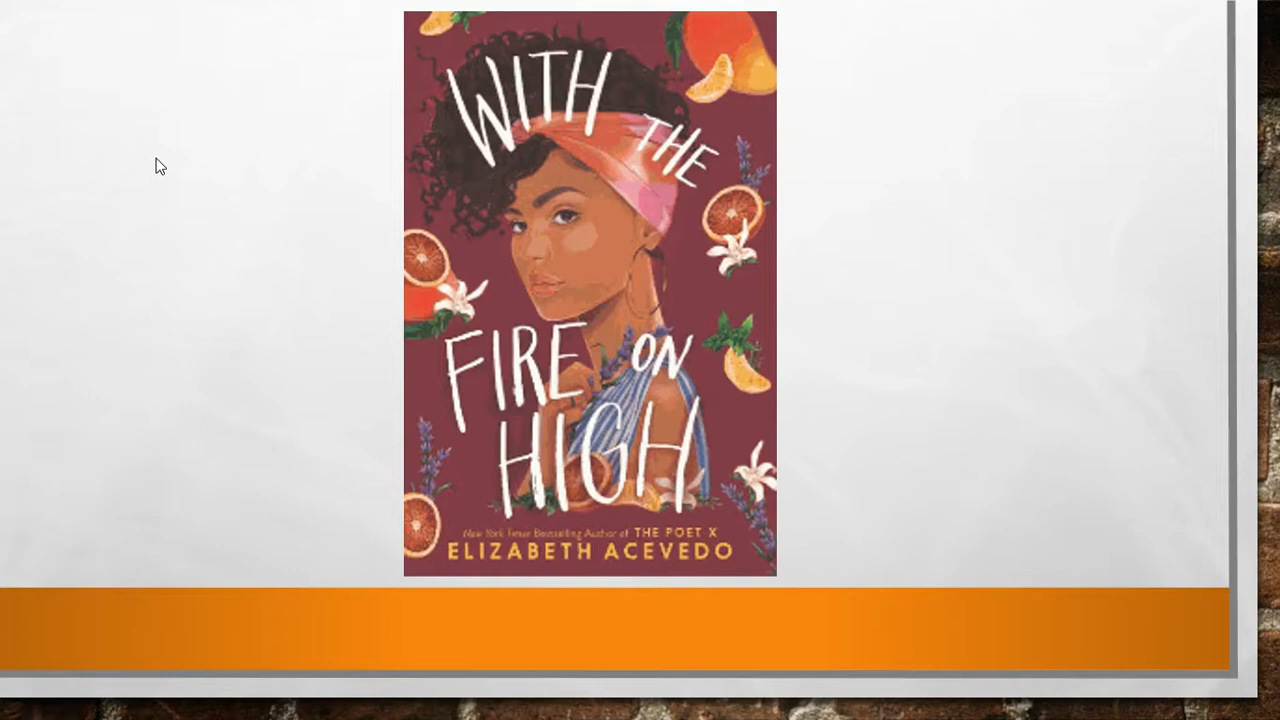 WITH THE
FIRE ON
HIGH
New York Times Bestselling Author of THE POET X
ELIZABETH ACEVEDO